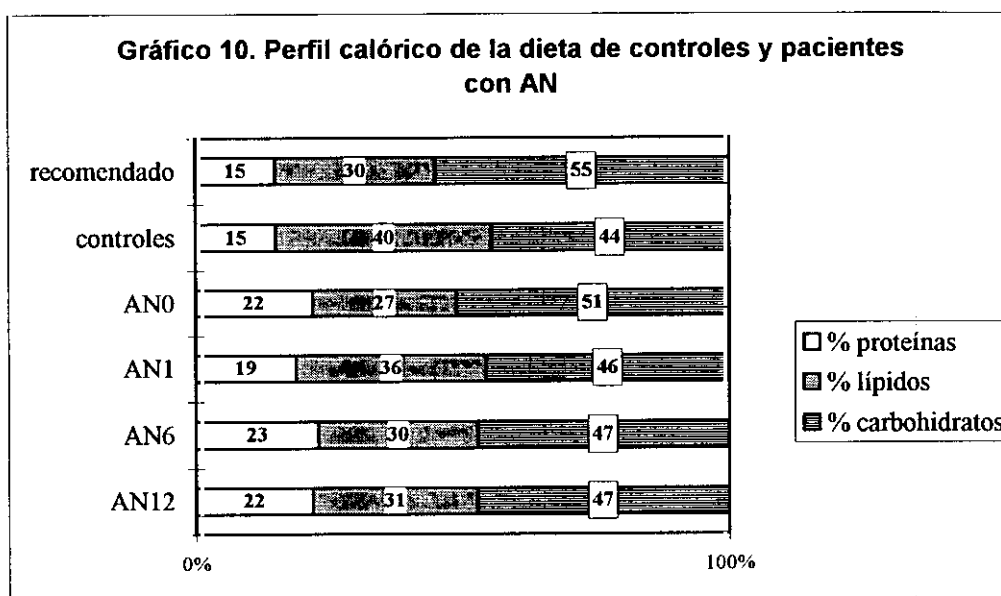 Gráfico 10. Perfil calórico de la dieta de controles y pacientes
con AN
recomendado 15 30 55
controles 15 40 44
AN0 22 27 51
AN1 19 36 46
AN6 23 30 47
AN12 22 31 47
0% 100%
% proteínas
% lípidos
% carbohidratos